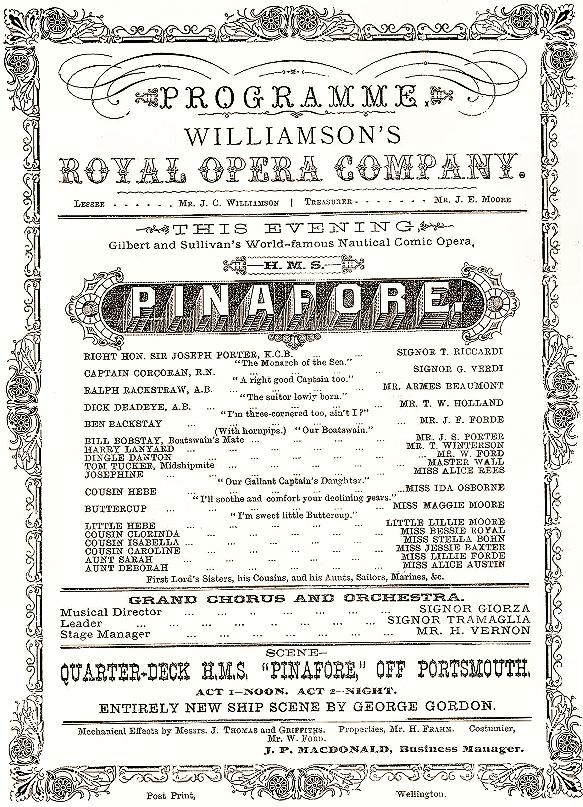 PROGRAMME.
WILLIAMSON'S
ROYAL OPERA COMPANY.
LESSEE . . . . . . MR. J. C. WILLIAMSON | TREASURER . . . . . . . MR. J. E. MOORE
THIS EVENING,
Gilbert and Sullivan's World-famous Nautical Comic Opera,
H.M.S.
PINAFORE.
RIGHT HON. SIR JOSEPH PORTER, K.C.B. ... ... SIGNOR T. RICCARDI
"The Monarch of the Sea."
CAPTAIN CORCORAN, R.N. ... ... ... ... SIGNOR G. VERDI
"A right good Captain too."
RALPH RACKSTRAW, A.B. ... ... ... ... MR. ARMES BEAUMONT
"The suitor lowly born."
DICK DEADEYE, A.B. ... ... ... ... MR. T. W. HOLLAND
"I'm three-cornered too, ain't I?"
BEN BACKSTAY ... ... ... ... MR. J. F. FORDE
(With hornpipe.) "Our Boatswain."
BILL BOBSTAY, Boatswain's Mate ... ... ... ... MR. J. S. PORTER
HARRY LANYARD ... ... ... ... MR. T. WINTERSON
DINGLE DANTON ... ... ... ... MR. W. FORD
TOM TUCKER, Midshipmite ... ... ... ... MASTER WALL
JOSEPHINE ... ... ... ... MISS ALICE REES
"Our Gallant Captain's Daughter."
COUSIN HEBE ... ... ... ... MISS IDA OSBORNE
"I'll soothe and comfort your declining years."
BUTTERCUP ... ... ... ... MISS MAGGIE MOORE
"I'm sweet little Buttercup."
LITTLE HEBE ... ... ... ... LITTLE LILLIE MOORE
COUSIN CLORINDA ... ... ... ... MISS BESSIE ROYAL
COUSIN ISABELLA ... ... ... ... MISS STELLA BOHN
COUSIN CAROLINE ... ... ... ... MISS JESSIE BAXTER
AUNT SARAH ... ... ... ... MISS LILLIE FORDE
AUNT DEBORAH ... ... ... ... MISS ALICE AUSTIN
First Lord's Sisters, his Cousins, and his Aunts, Sailors, Marines, &c.
GRAND CHORUS AND ORCHESTRA.
Musical Director ... ... ... ... SIGNOR GIORZA
Leader ... ... ... ... SIGNOR TRAMAGLIA
Stage Manager ... ... ... ... MR. H. VERNON
SCENE—
QUARTER-DECK H.M.S. "PINAFORE," OFF PORTSMOUTH.
ACT 1—NOON. ACT 2—NIGHT.
ENTIRELY NEW SHIP SCENE BY GEORGE GORDON.
Mechanical Effects by Messrs. J. THOMAS and GRIFFITHS. Properties, Mr. H. FRAHM. Costumier,
Mr. W. FORD.
J. P. MACDONALD, Business Manager.
Post Print, Wellington.